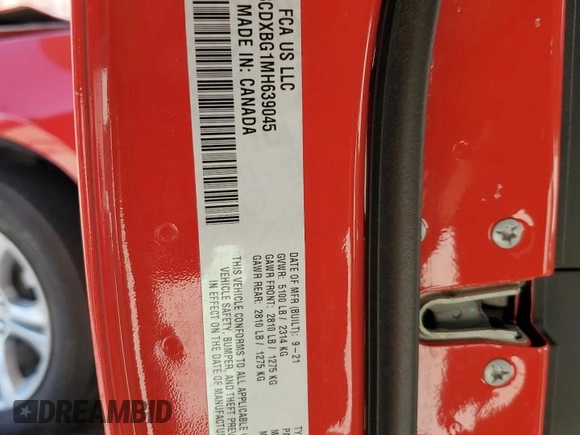 FCA US LLC
MADE IN: CANADA
CDXBG1MH639045
DATE OF MFR (BUILT): 9-21
GVWR: 5100 LB / 2314 KG
GAWR FRONT: 2810 LB / 1275 KG
GAWR REAR: 2810 LB / 1275 KG
THIS VEHICLE CONFORMS TO ALL APPLICABLE
VEHICLE SAFETY, BUMPER, AND THEFT
IN EFFECT ON THE DATE OF
DREAMBID